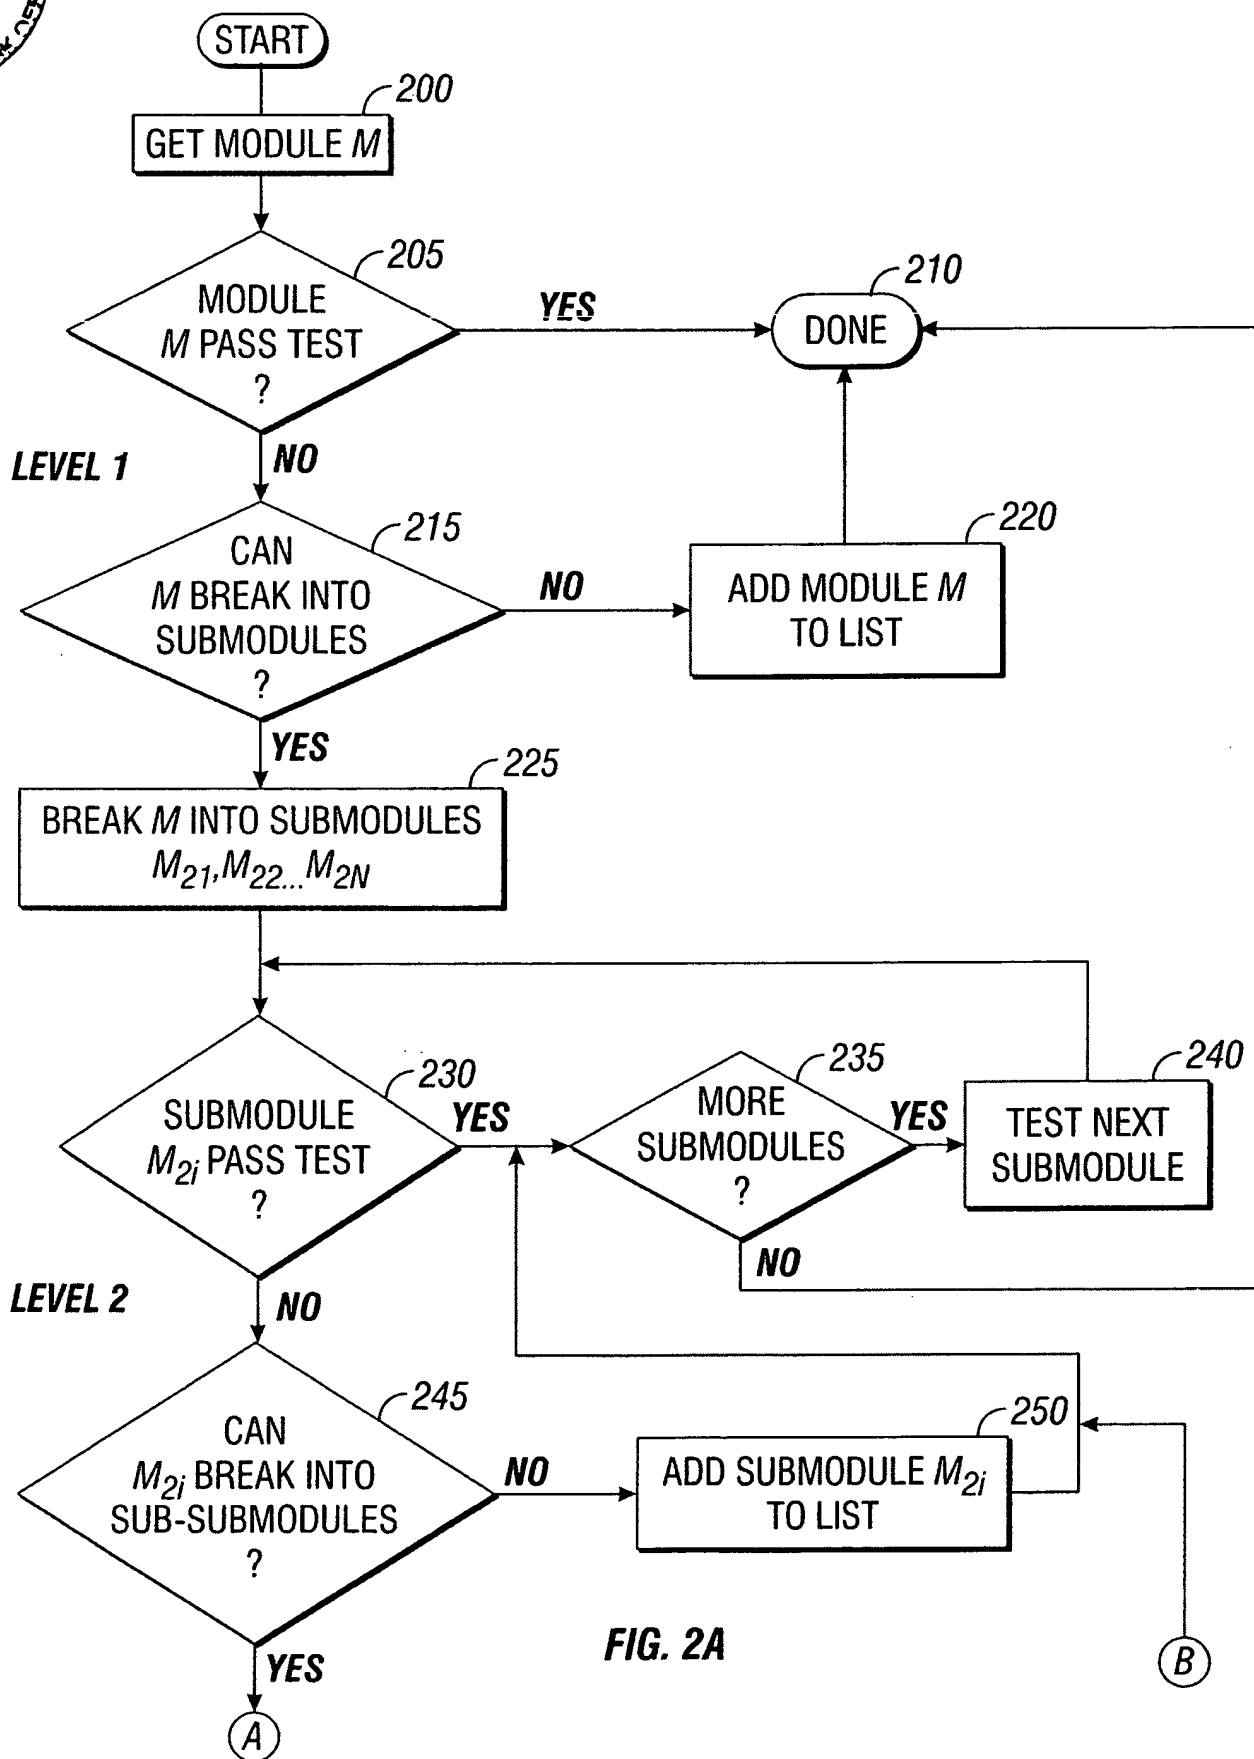 START
200
GET MODULE M
205
MODULE
M PASS TEST
?
YES
210
DONE
LEVEL 1
NO
215
CAN
M BREAK INTO
SUBMODULES
?
NO
220
ADD MODULE M
TO LIST
YES
225
BREAK M INTO SUBMODULES
M21,M22...M2N
230
SUBMODULE
M2i PASS TEST
?
YES
235
MORE
SUBMODULES
?
YES
240
TEST NEXT
SUBMODULE
NO
LEVEL 2
NO
245
CAN
M2i BREAK INTO
SUB-SUBMODULES
?
NO
250
ADD SUBMODULE M2i
TO LIST
YES
A
B
FIG. 2A